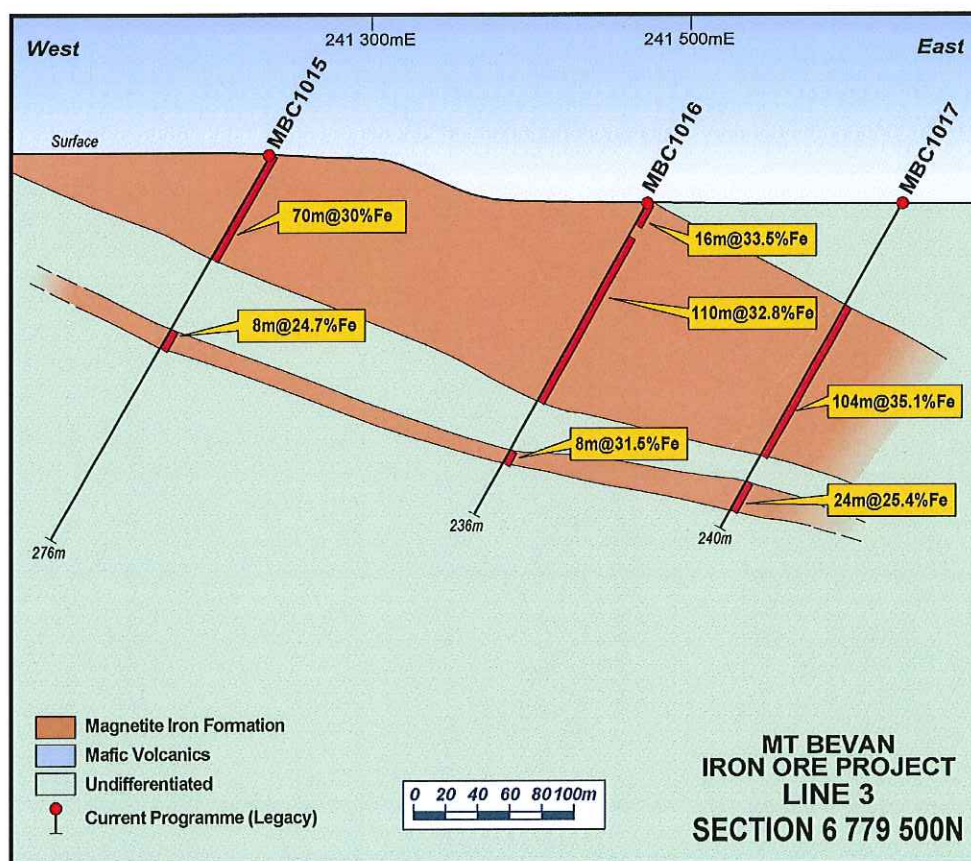 West
241 300mE
241 500mE
East
Surface
MBC1015
MBC1016
MBC1017
70m@30%Fe
16m@33.5%Fe
8m@24.7%Fe
110m@32.8%Fe
104m@35.1%Fe
8m@31.5%Fe
24m@25.4%Fe
276m
236m
240m
Magnetite Iron Formation
Mafic Volcanics
Undifferentiated
Current Programme (Legacy)
0 20 40 60 80 100m
MT BEVAN
IRON ORE PROJECT
LINE 3
SECTION 6 779 500N